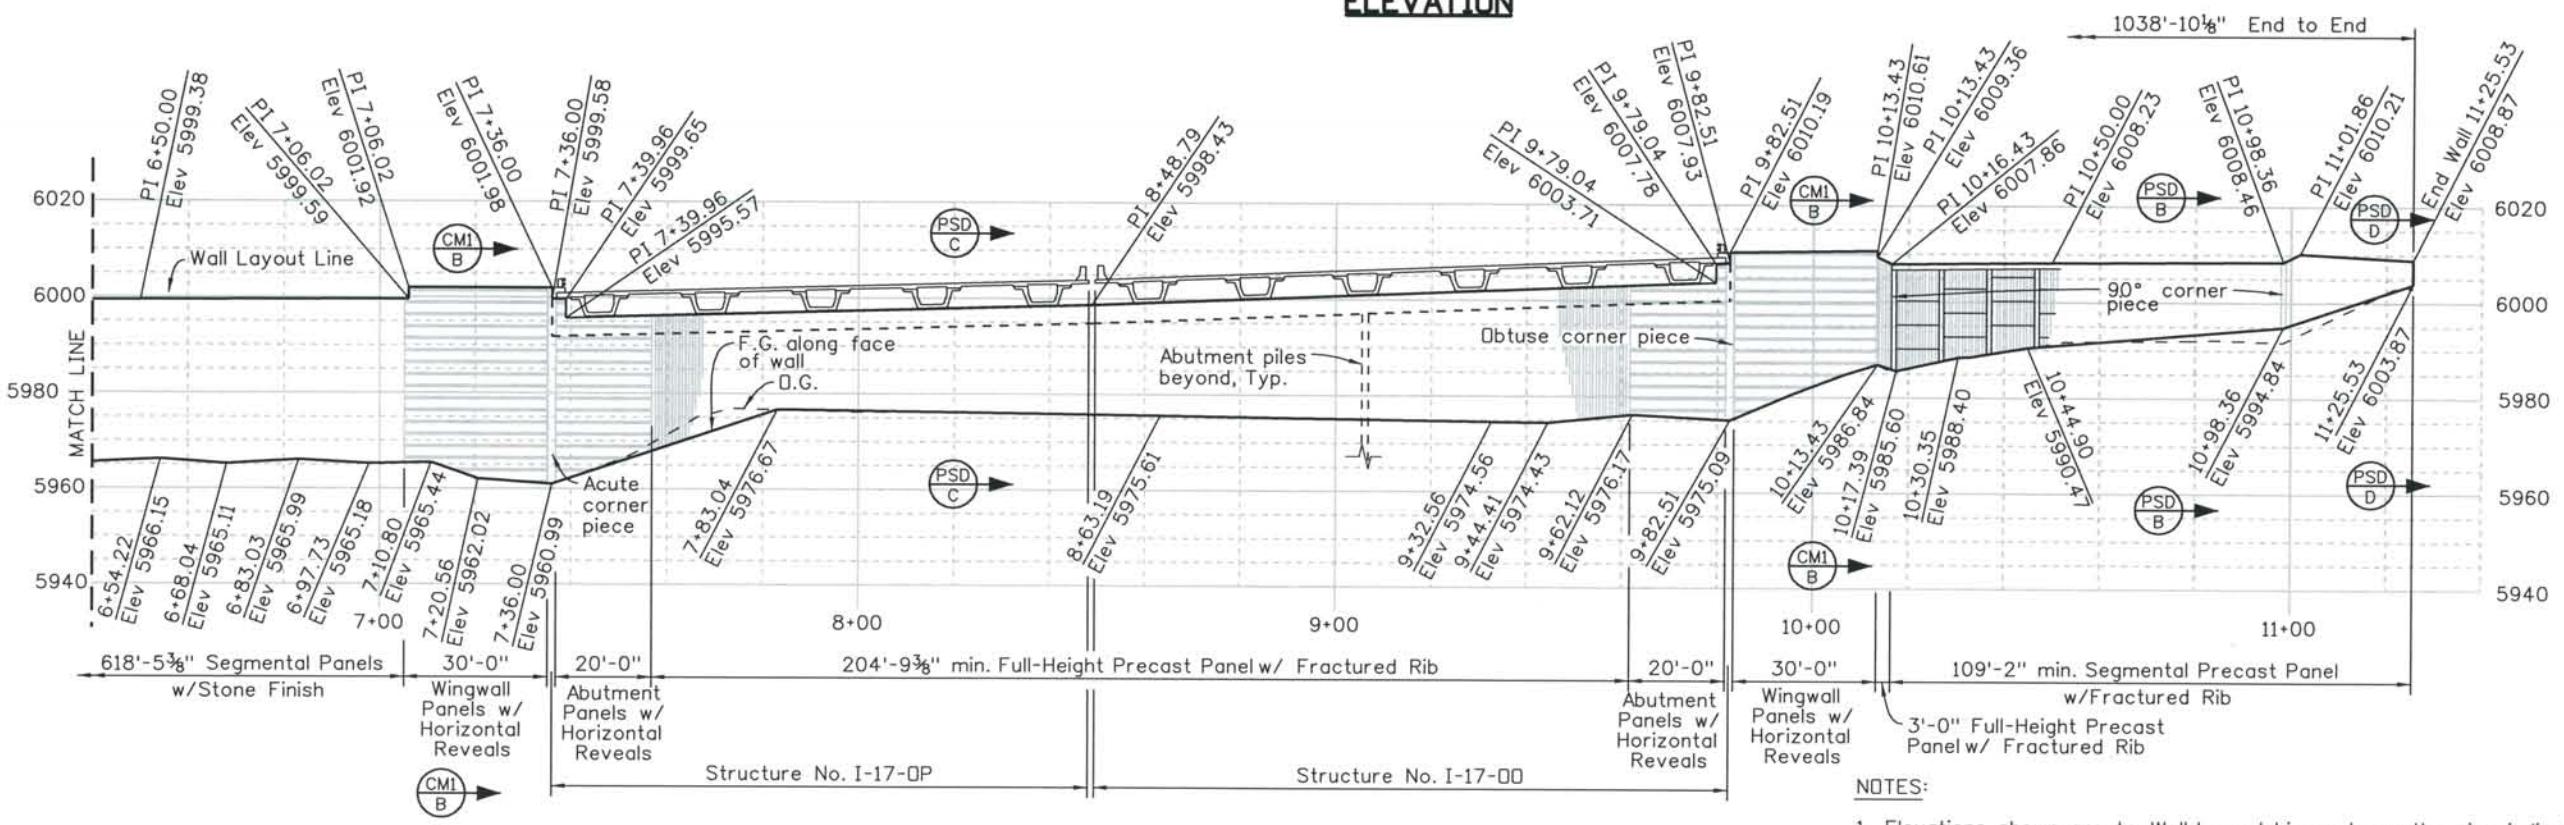 ELEVATION
1038'-10⅛" End to End
PI 6+50.00
Elev 5999.38
PI 7+06.02
Elev 5999.59
PI 7+06.02
Elev 6001.92
PI 7+36.00
Elev 6001.98
PI 7+36.00
Elev 5999.58
PI 7+39.96
Elev 5999.65
PI 7+39.96
Elev 5995.57
PI 8+48.79
Elev 5998.43
PI 9+79.04
Elev 6003.71
PI 9+79.04
Elev 6007.78
PI 9+82.51
Elev 6007.93
PI 9+82.51
Elev 6010.19
PI 10+13.43
Elev 6010.61
PI 10+13.43
Elev 6009.36
PI 10+16.43
Elev 6007.86
PI 10+50.00
Elev 6008.23
PI 10+98.36
Elev 6008.46
PI 11+01.86
Elev 6010.21
End Wall 11+25.53
Elev 6008.87
6020
6000
5980
5960
5940
6020
6000
5980
5960
5940
MATCH LINE
Wall Layout Line
CM1
B
PSD
C
CM1
B
PSD
B
PSD
D
F.G. along face
of wall
O.G.
Abutment piles
beyond, Typ.
Obtuse corner piece
90° corner
piece
Acute
corner
piece
PSD
C
CM1
B
PSD
B
PSD
D
6+54.22
Elev 5966.15
6+68.04
Elev 5965.11
6+83.03
Elev 5965.99
6+97.73
Elev 5965.18
7+10.80
Elev 5965.44
7+20.56
Elev 5962.02
7+36.00
Elev 5960.99
7+83.04
Elev 5976.67
8+63.19
Elev 5975.61
9+32.56
Elev 5974.56
9+44.41
Elev 5974.43
9+62.12
Elev 5976.17
9+82.51
Elev 5975.09
10+13.43
Elev 5986.84
10+17.39
Elev 5985.60
10+30.35
Elev 5988.40
10+44.90
Elev 5990.47
10+98.36
Elev 5994.84
11+25.53
Elev 6003.87
7+00
8+00
9+00
10+00
11+00
618'-5⅜" Segmental Panels
w/Stone Finish
30'-0"
Wingwall
Panels w/
Horizontal
Reveals
20'-0"
Abutment
Panels w/
Horizontal
Reveals
204'-9⅜" min. Full-Height Precast Panel w/ Fractured Rib
20'-0"
Abutment
Panels w/
Horizontal
Reveals
30'-0"
Wingwall
Panels w/
Horizontal
Reveals
109'-2" min. Segmental Precast Panel
w/Fractured Rib
3'-0" Full-Height Precast
Panel w/ Fractured Rib
CM1
B
Structure No. I-17-OP
Structure No. I-17-OO
NOTES: